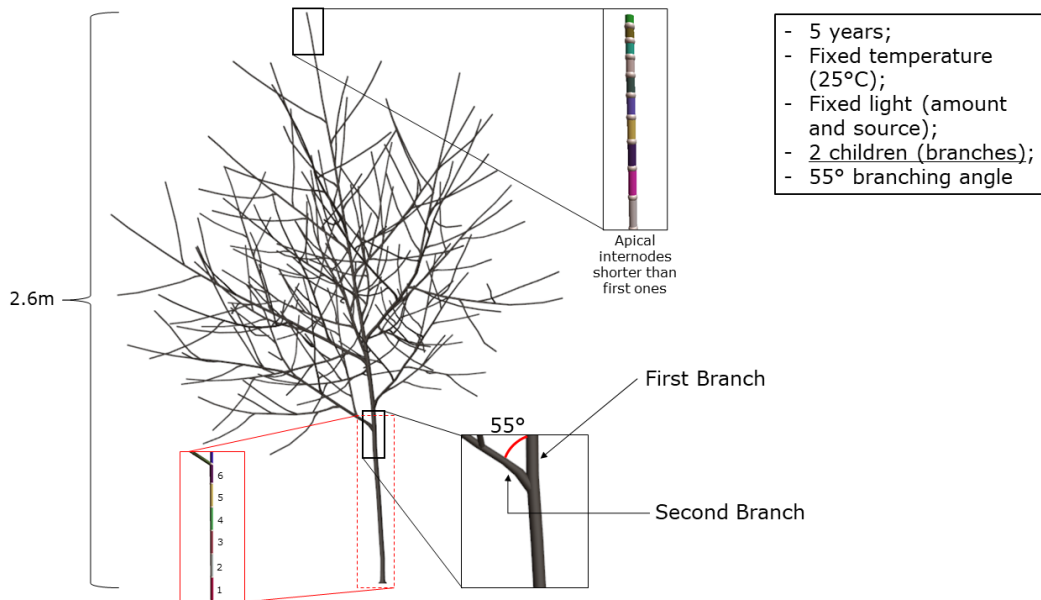 - 5 years;
- Fixed temperature
(25°C);
- Fixed light (amount
and source);
- 2 children (branches);
- 55° branching angle
Apical
internodes
shorter than
first ones
2.6m
First Branch
55°
Second Branch
6
5
4
3
2
1